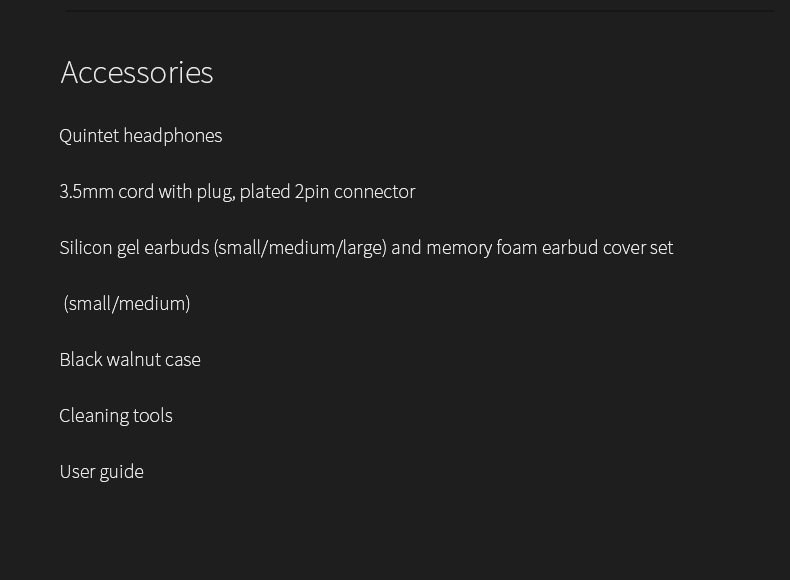 Accessories
Quintet headphones
3.5mm cord with plug, plated 2pin connector
Silicon gel earbuds (small/medium/large) and memory foam earbud cover set
(small/medium)
Black walnut case
Cleaning tools
User guide